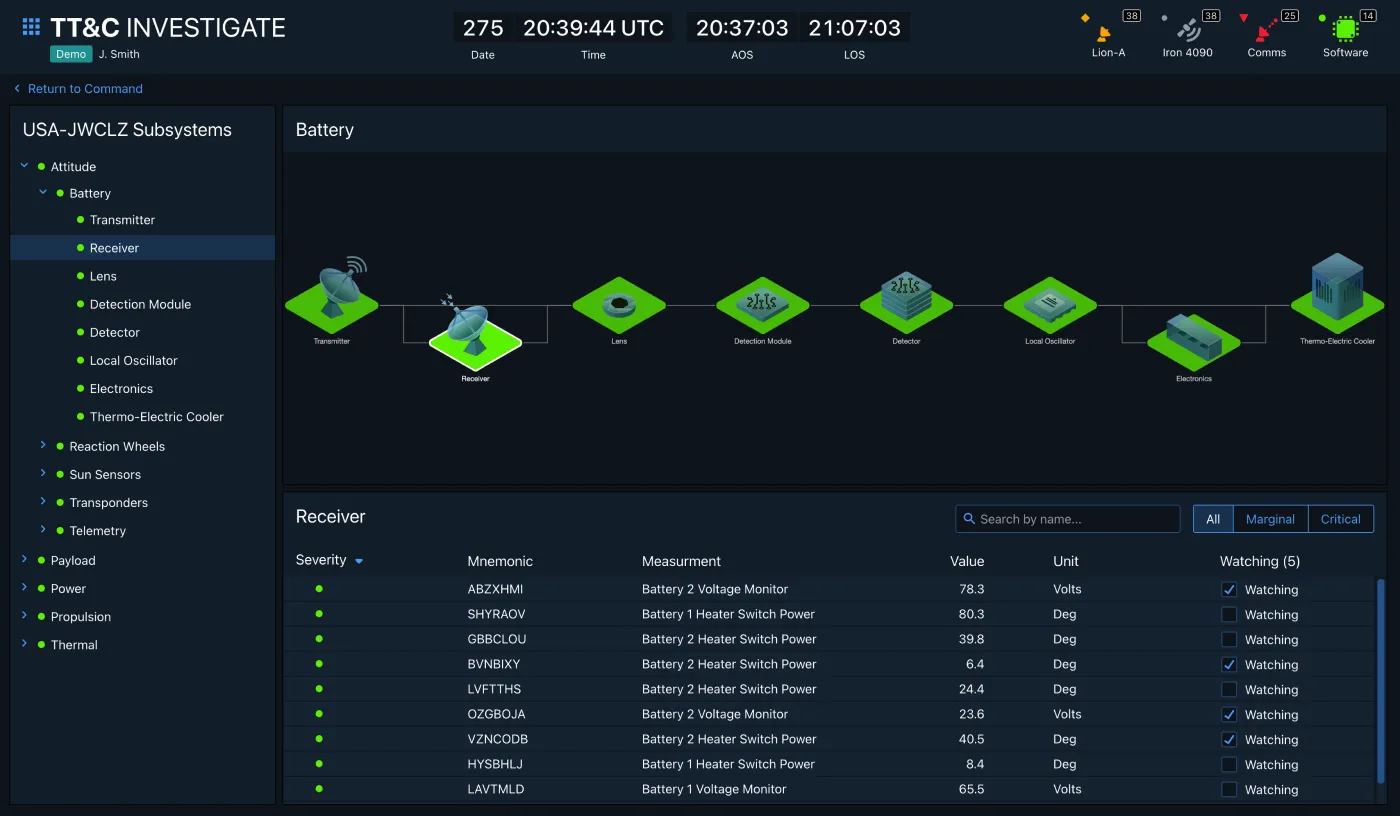 TT&C INVESTIGATE
Demo J. Smith
275 20:39:44 UTC 20:37:03 21:07:03
Date Time AOS LOS
38 38 25 14
Lion-A Iron 4090 Comms Software
Return to Command
USA-JWCLZ Subsystems
Attitude
Battery
Transmitter
Receiver
Lens
Detection Module
Detector
Local Oscillator
Electronics
Thermo-Electric Cooler
Reaction Wheels
Sun Sensors
Transponders
Telemetry
Payload
Power
Propulsion
Thermal
Battery
Transmitter Lens Detection Module Detector Local Oscillator Thermo-Electric Cooler
Receiver Electronics
Receiver
Search by name... All Marginal Critical
Severity Mnemonic Measurment Value Unit Watching (5)
ABZXHMI Battery 2 Voltage Monitor 78.3 Volts Watching
SHYRAOV Battery 1 Heater Switch Power 80.3 Deg Watching
GBBCLOU Battery 2 Heater Switch Power 39.8 Deg Watching
BVNBIXY Battery 2 Heater Switch Power 6.4 Deg Watching
LVFTTHS Battery 2 Heater Switch Power 24.4 Deg Watching
OZGBOJA Battery 2 Voltage Monitor 23.6 Volts Watching
VZNCODB Battery 2 Heater Switch Power 40.5 Deg Watching
HYSBHLJ Battery 1 Heater Switch Power 8.4 Deg Watching
LAVTMLD Battery 1 Voltage Monitor 65.5 Volts Watching